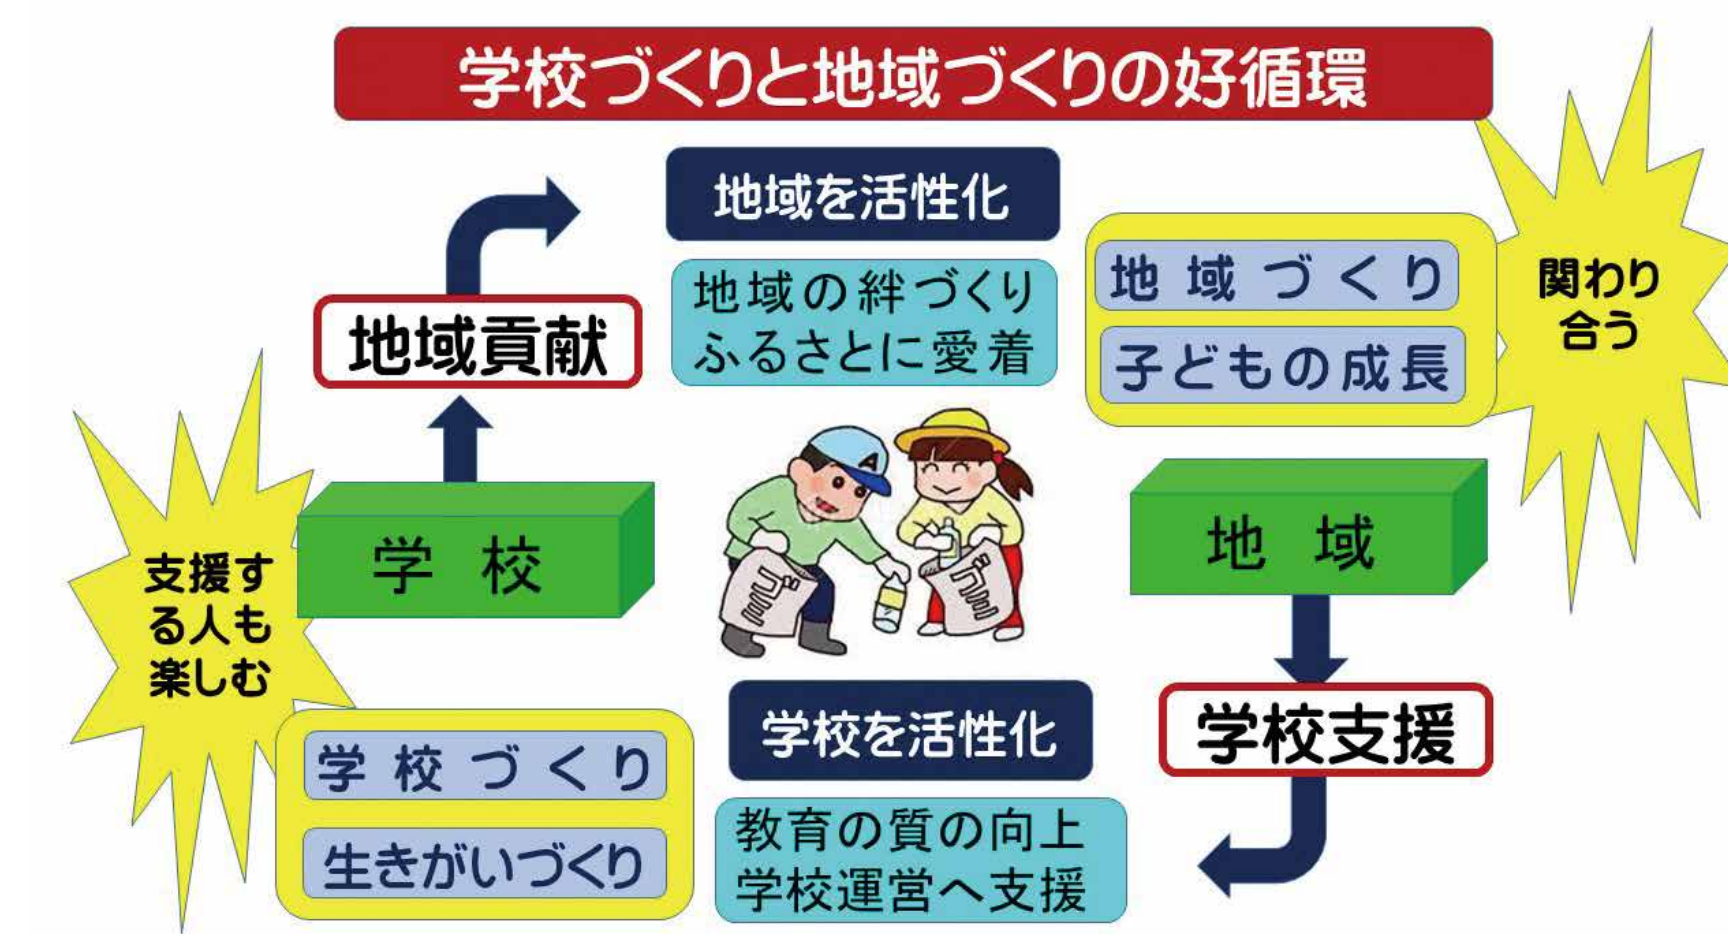 学校づくりと地域づくりの好循環
地域を活性化
地域の絆づくり
ふるさとに愛着
地域づくり
子どもの成長
関わり
合う
地域貢献
学校
地域
支援す
る人も
楽しむ
A
ゴミ
ゴミ
学校を活性化
教育の質の向上
学校運営へ支援
学校支援
学校づくり
生きがいづくり